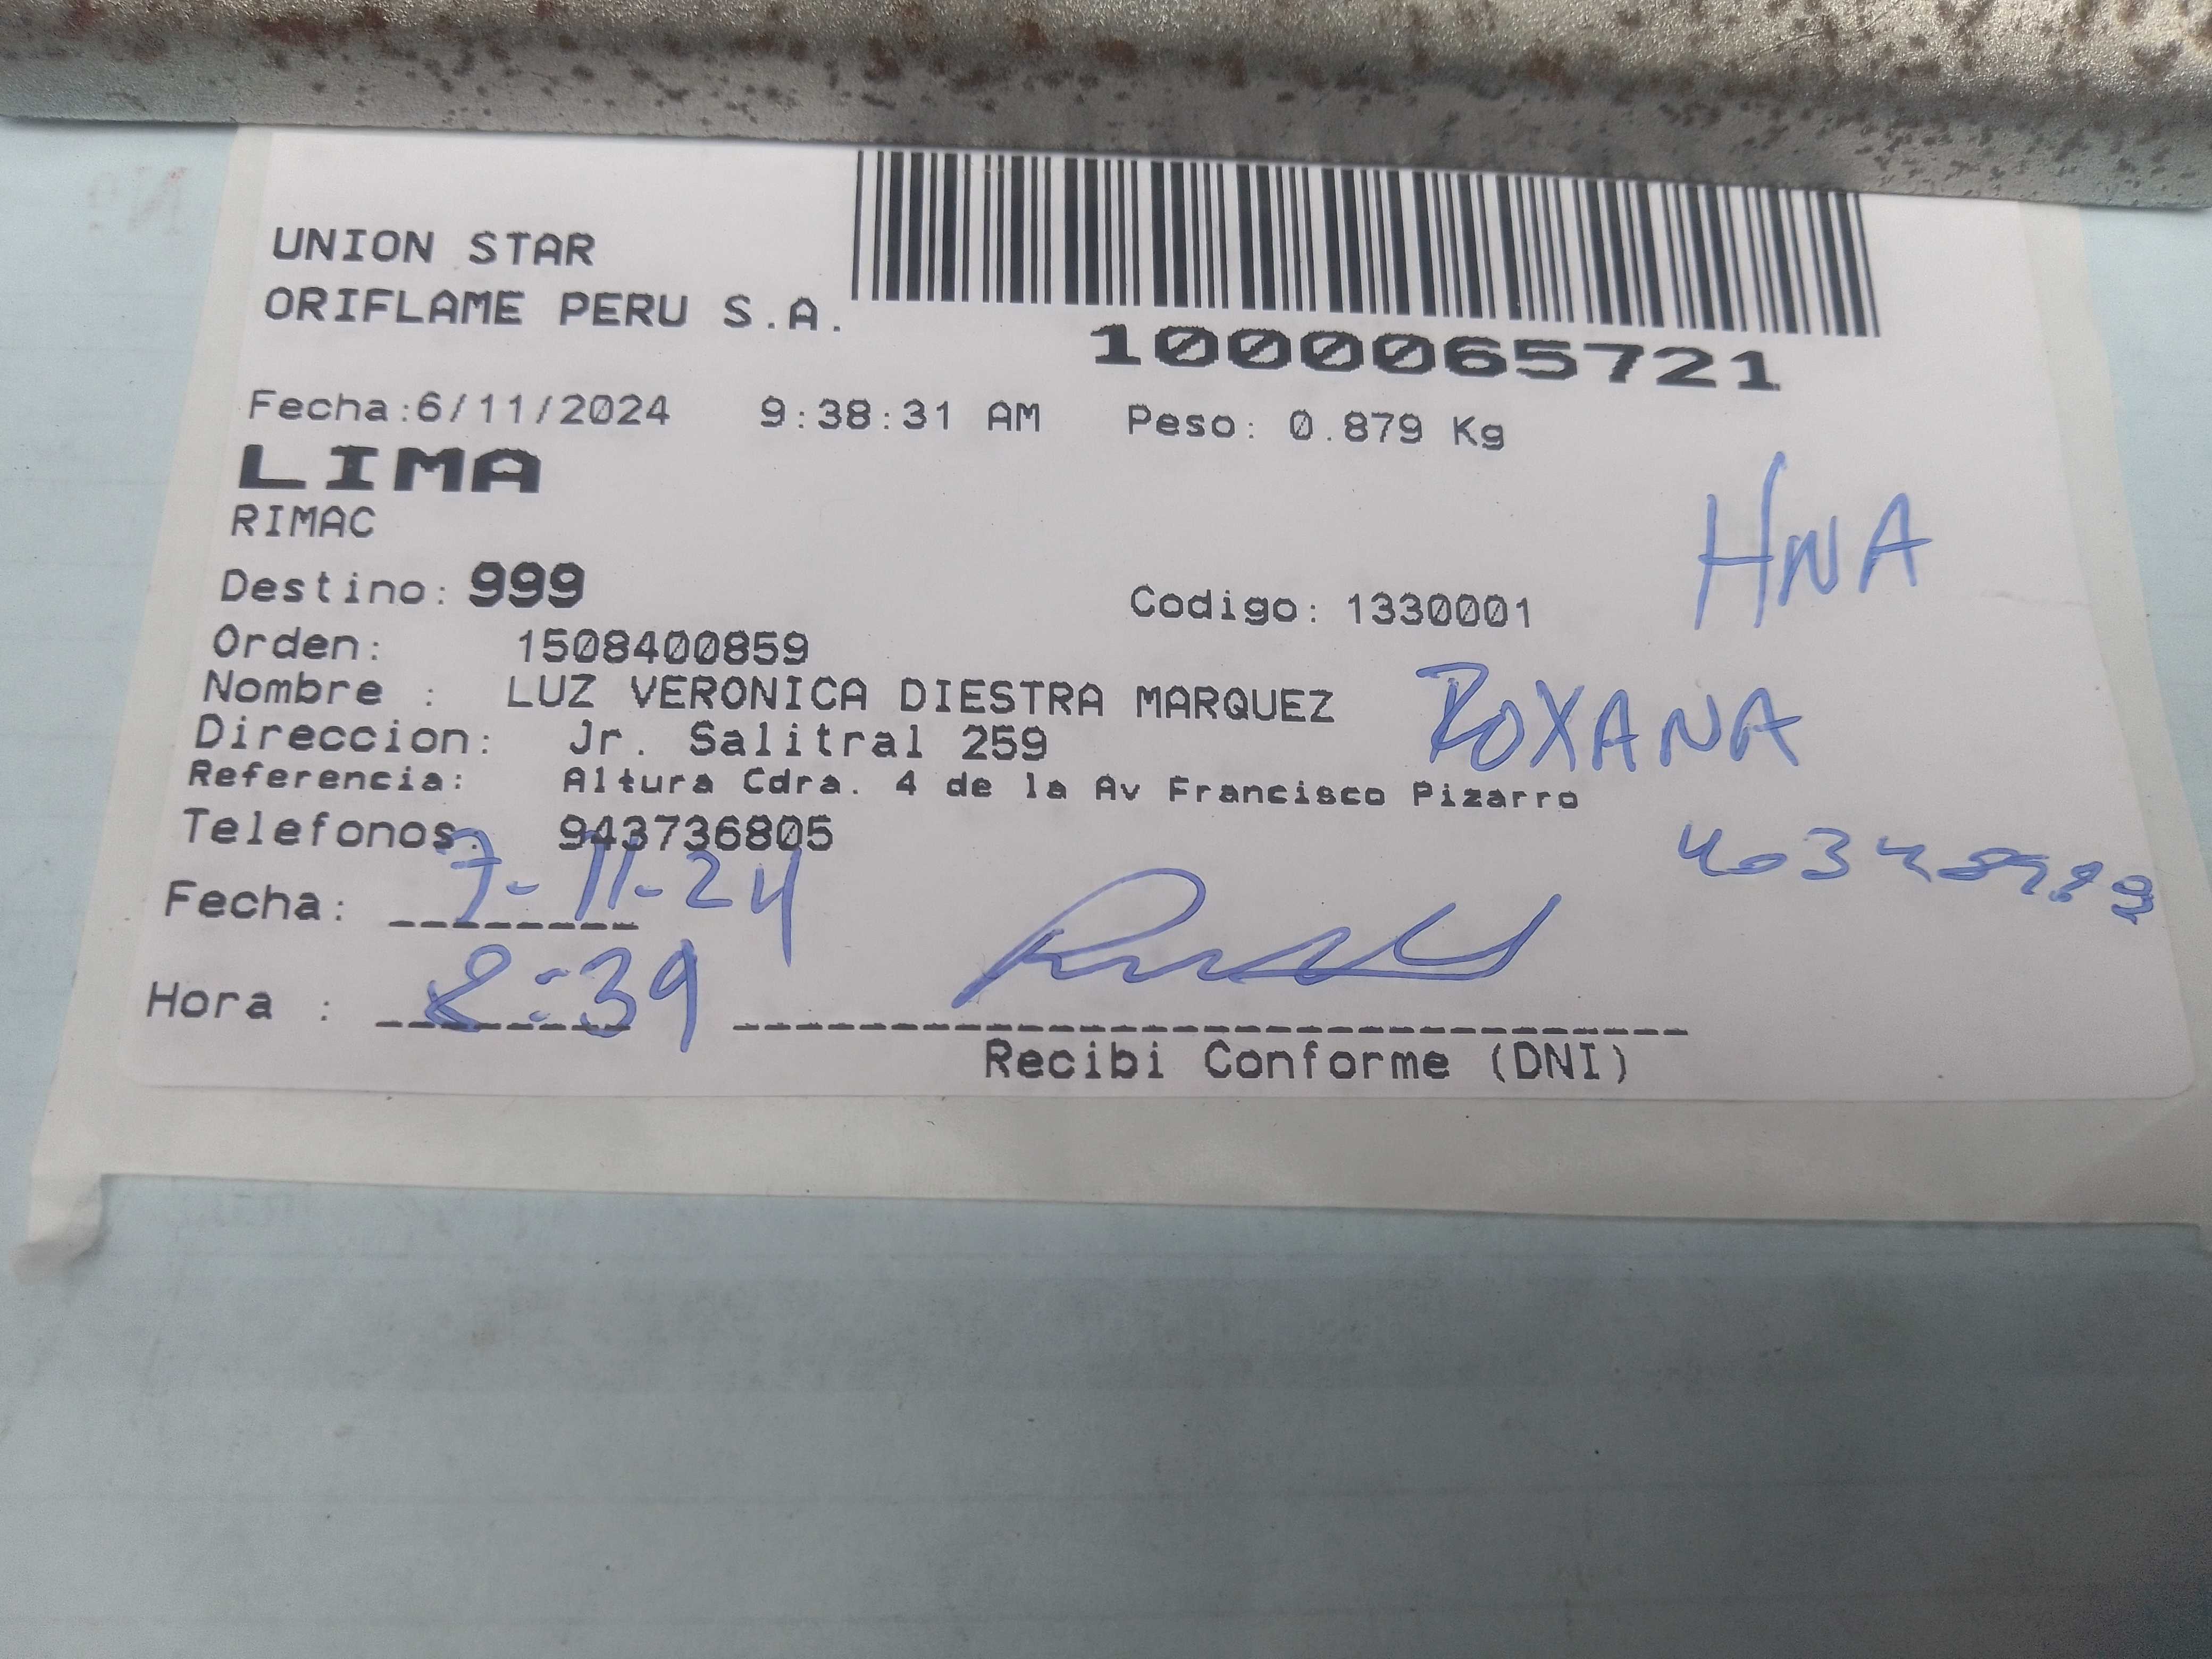 UNION STAR
ORIFLAME PERU S.A.
1000065721
Fecha:6/11/2024 9:38:31 AM Peso: 0.879 Kg
LIMA
RIMAC
HNA
Destino: 999 Codigo: 1330001
Orden: 1508400859
Nombre : LUZ VERONICA DIESTRA MARQUEZ
ROXANA
Direccion: Jr. Salitral 259
Referencia: Altura Cdra. 4 de la Av Francisco Pizarro
Telefonos: 943736805
Fecha: 7-11-24
Hora : 8:39
Recibi Conforme (DNI)